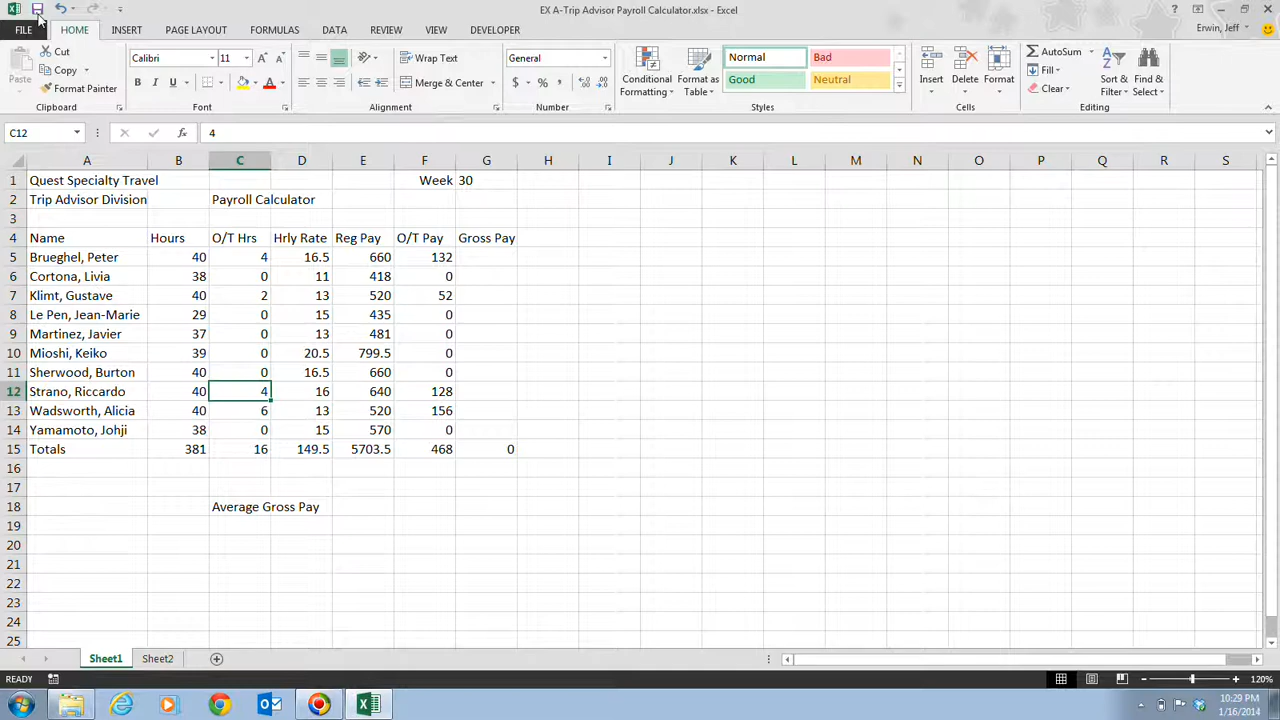 EX A-Trip Advisor Payroll Calculator.xlsx - Excel
FILE HOME INSERT PAGE LAYOUT FORMULAS DATA REVIEW VIEW DEVELOPER Erwin, Jeff
Paste
Cut
Copy
Format Painter
Calibri 11
B I U
Wrap Text
Merge & Center
General
$ % ,
Conditional Formatting
Format as Table
Normal Bad
Good Neutral
Insert Delete Format
AutoSum
Fill
Clear
Sort & Filter
Find & Select
Clipboard Font Alignment Number Styles Cells Editing
C12 fx 4
A B C D E F G H I J K L M N O P Q R S
1 Quest Specialty Travel Week 30
2 Trip Advisor Division Payroll Calculator
3
4 Name Hours O/T Hrs Hrly Rate Reg Pay O/T Pay Gross Pay
5 Brueghel, Peter 40 4 16.5 660 132
6 Cortona, Livia 38 0 11 418 0
7 Klimt, Gustave 40 2 13 520 52
8 Le Pen, Jean-Marie 29 0 15 435 0
9 Martinez, Javier 37 0 13 481 0
10 Mioshi, Keiko 39 0 20.5 799.5 0
11 Sherwood, Burton 40 0 16.5 660 0
12 Strano, Riccardo 40 4 16 640 128
13 Wadsworth, Alicia 40 6 13 520 156
14 Yamamoto, Johji 38 0 15 570 0
15 Totals 381 16 149.5 5703.5 468 0
16
17
18 Average Gross Pay
19
20
21
22
23
24
25
Sheet1 Sheet2
READY 120%
10:29 PM
1/16/2014